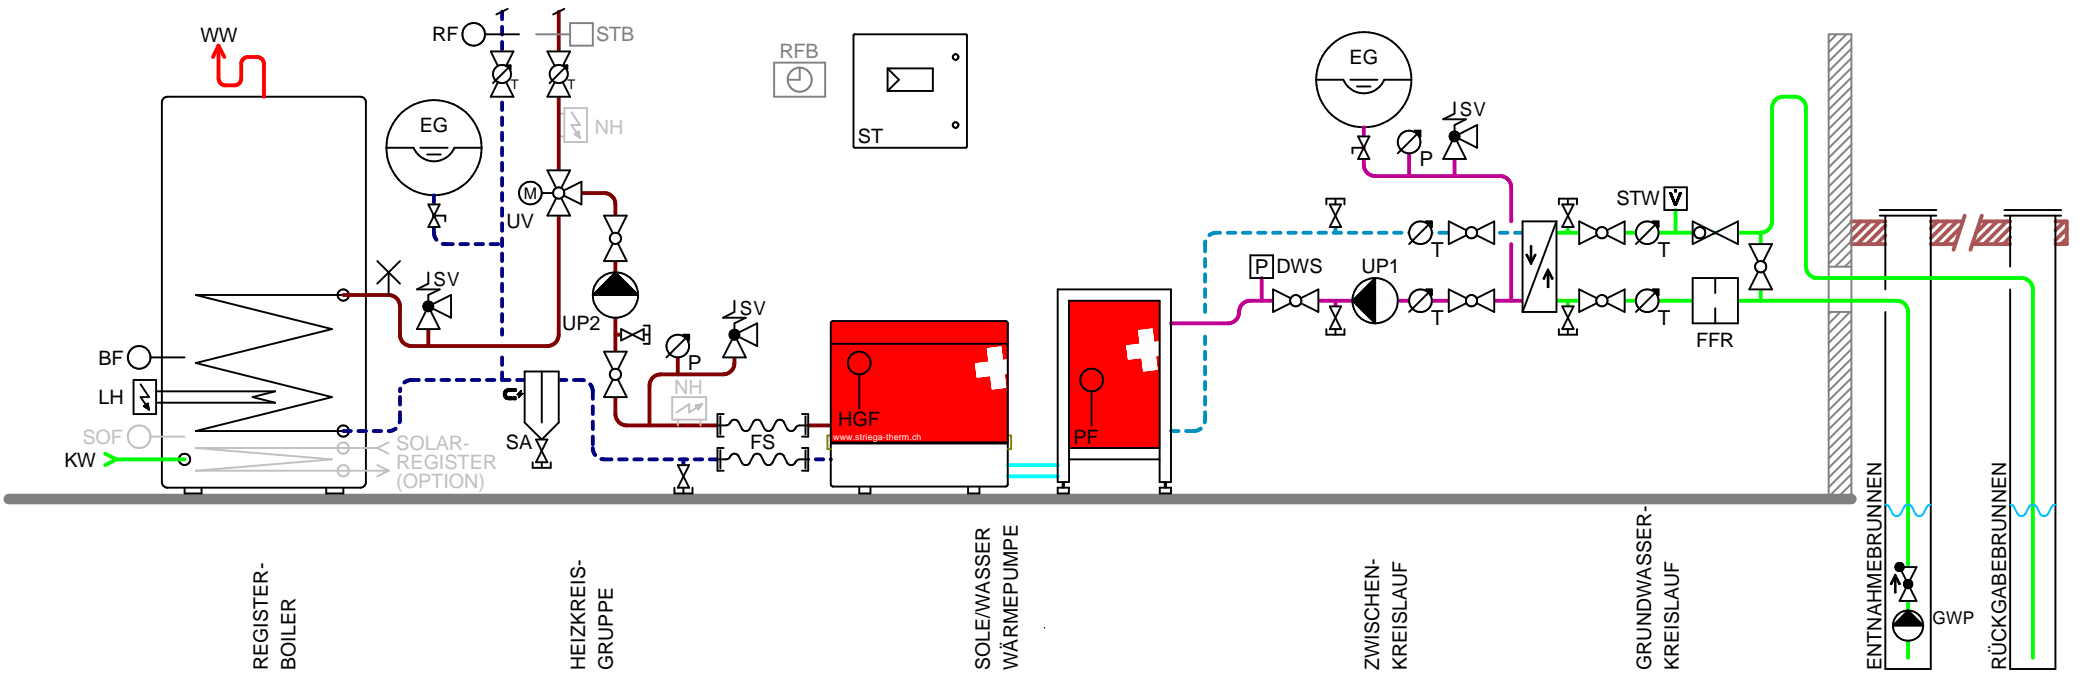 WW
RF
STB
RFB
EG
SV
EG
T
T
ST
P
NH
M
UV
STW
V̇
SV
T
T
P
DWS
UP1
UP2
SV
T
T
FFR
BF
P
NH
LH
HGF
PF
SOF
SOLAR-
REGISTER
(OPTION)
KW
SA
FS
www.striega-therm.ch
REGISTER-
BOILER
HEIZKREIS-
GRUPPE
SOLE/WASSER
WÄRMEPUMPE
ZWISCHEN-
KREISLAUF
GRUNDWASSER-
KREISLAUF
ENTNAHMEBRUNNEN
GWP
RÜCKGABEBRUNNEN